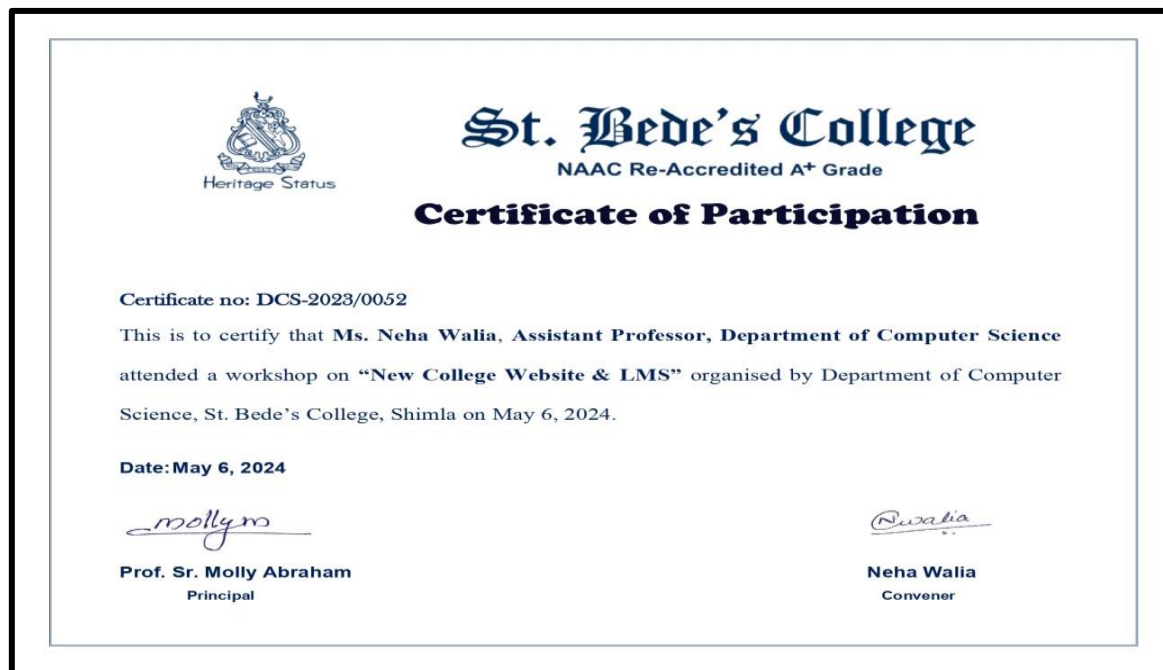 St. Bede's College
NAAC Re-Accredited A+ Grade
Heritage Status
Certificate of Participation
Certificate no: DCS-2023/0052
This is to certify that Ms. Neha Walia, Assistant Professor, Department of Computer Science
attended a workshop on “New College Website & LMS” organised by Department of Computer
Science, St. Bede's College, Shimla on May 6, 2024.
Date: May 6, 2024
mollym
Nwalia
Prof. Sr. Molly Abraham
Neha Walia
Principal
Convener